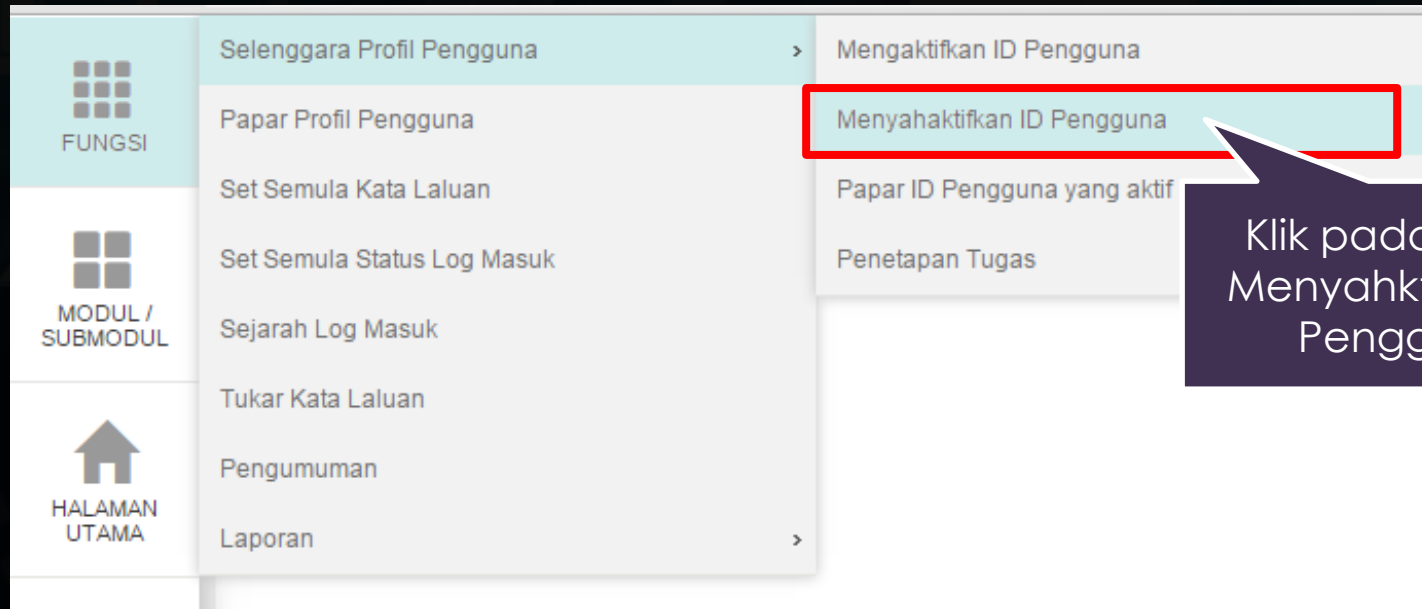 FUNGSI
MODUL /
SUBMODUL
HALAMAN
UTAMA
Selenggara Profil Pengguna
Papar Profil Pengguna
Set Semula Kata Laluan
Set Semula Status Log Masuk
Sejarah Log Masuk
Tukar Kata Laluan
Pengumuman
Laporan
Mengaktifkan ID Pengguna
Menyahaktifkan ID Pengguna
Papar ID Pengguna yang aktif
Penetapan Tugas
Klik